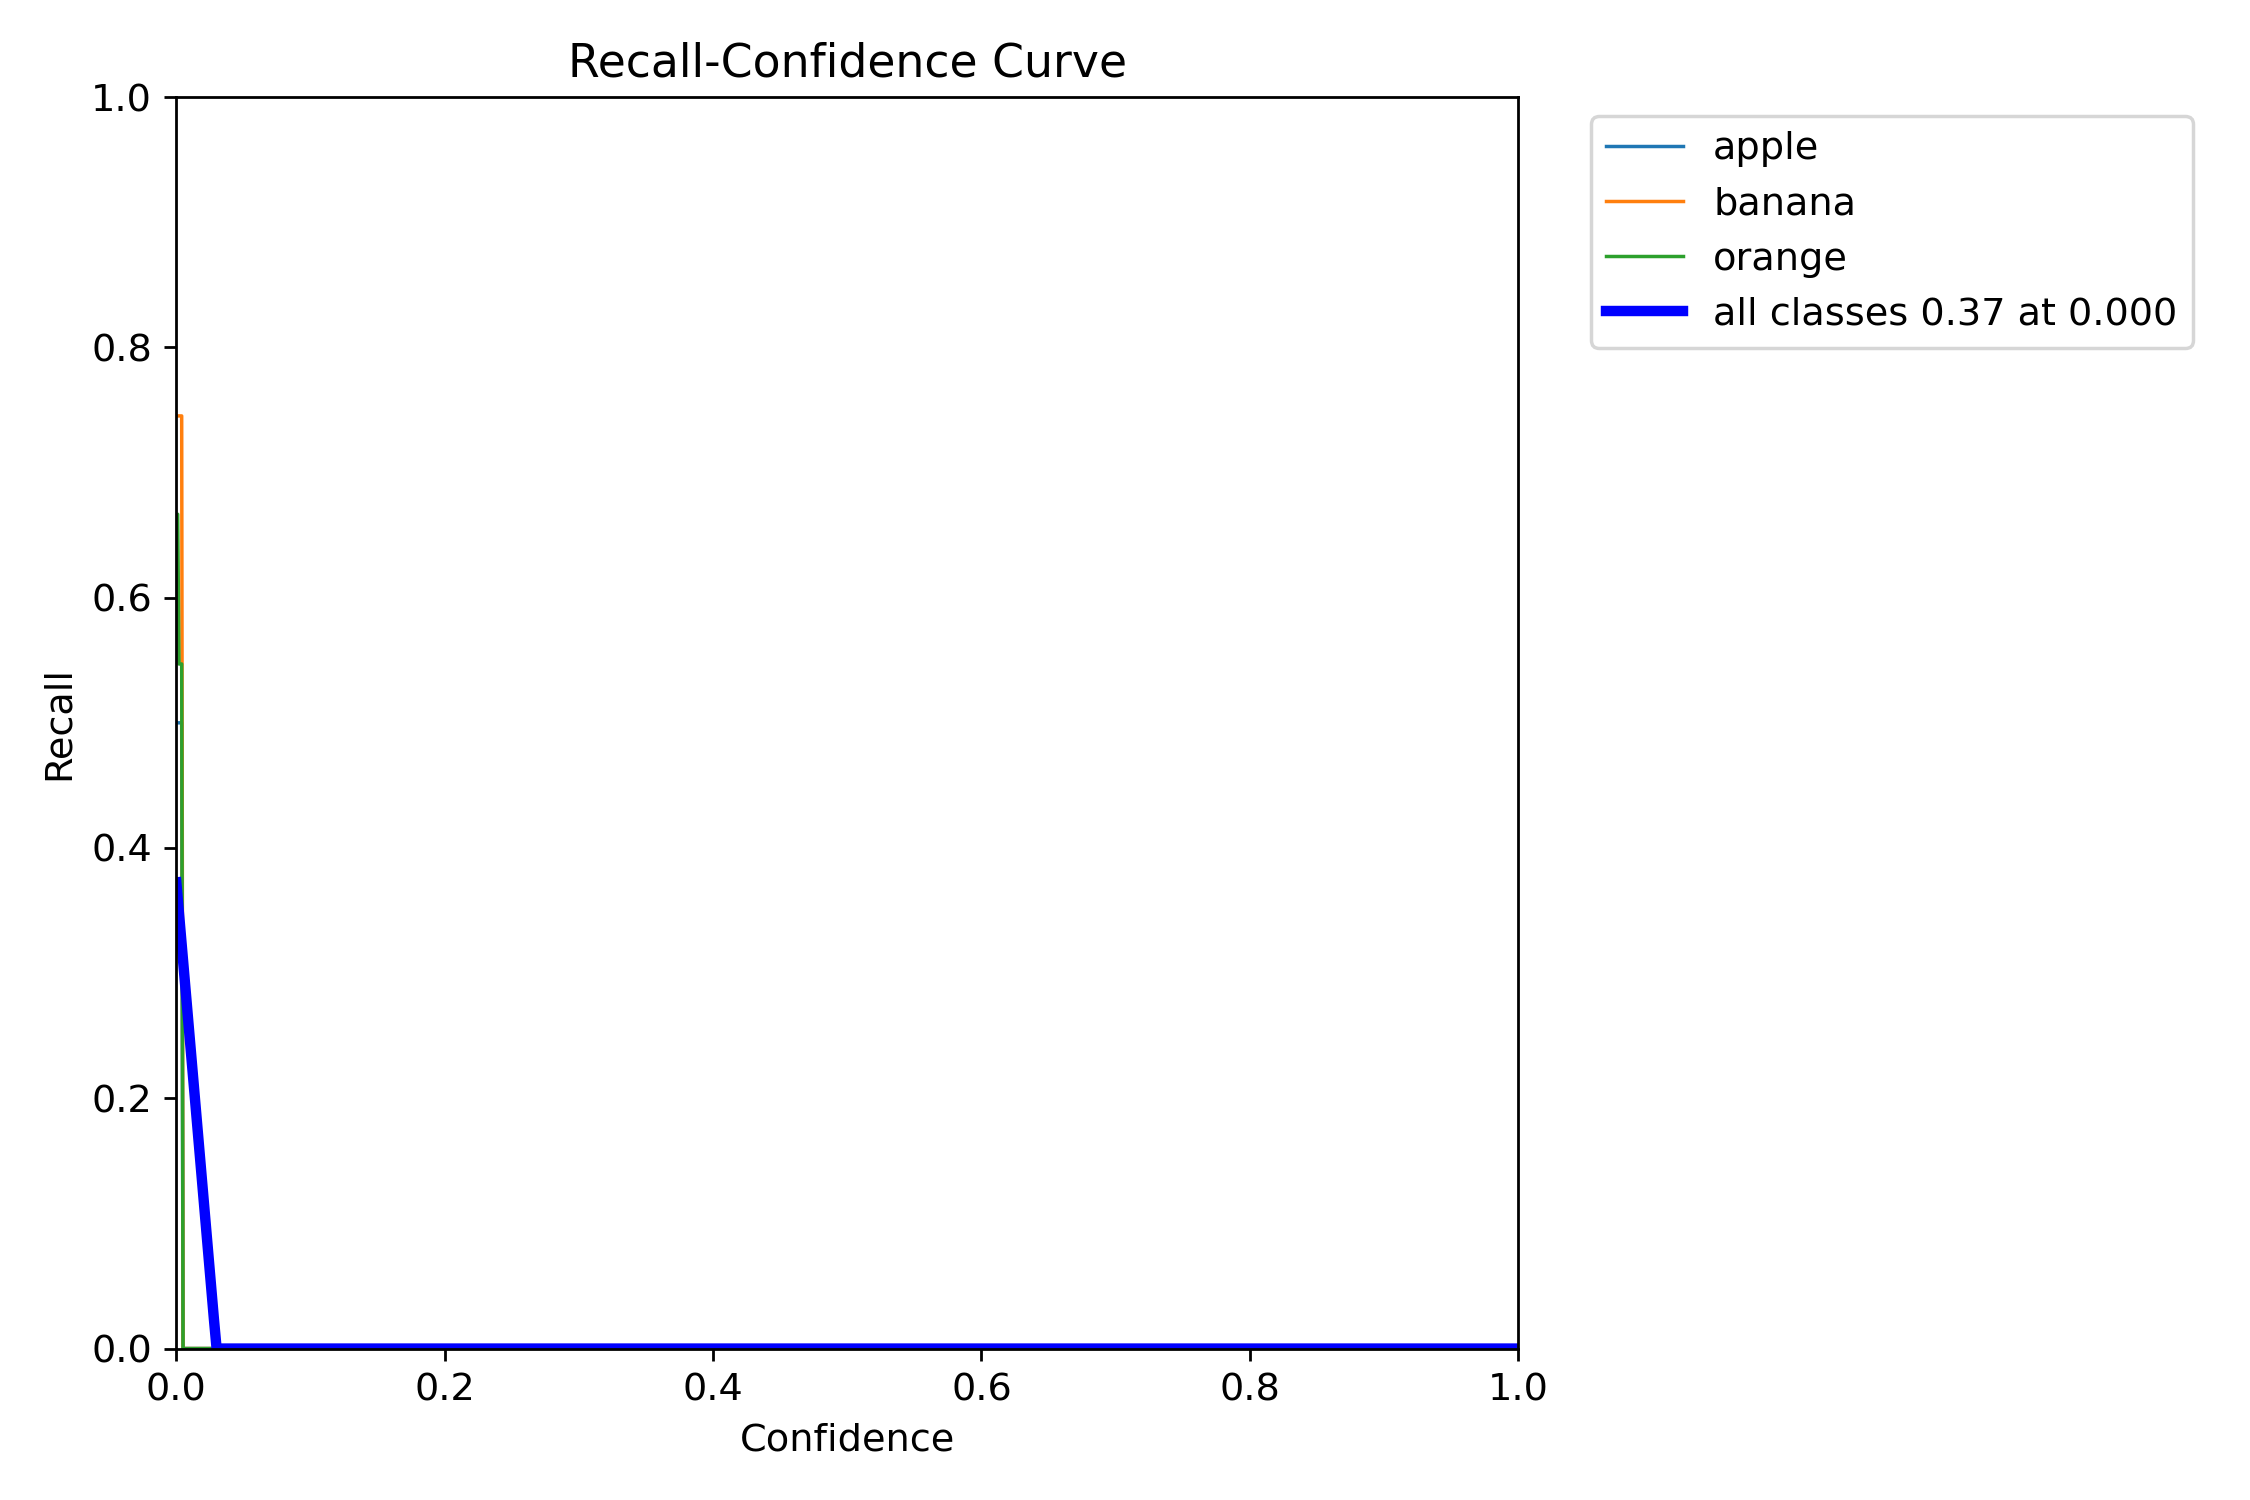 Recall-Confidence Curve
1.0
0.8
0.6
0.4
0.2
0.0
Recall
0.0 0.2 0.4 0.6 0.8 1.0
Confidence
apple
banana
orange
all classes 0.37 at 0.000